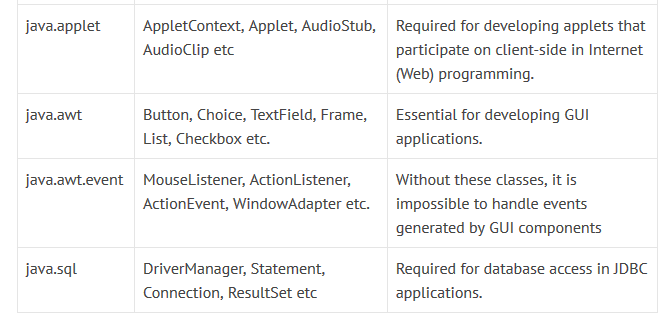 java.applet
AppletContext, Applet, AudioStub,
AudioClip etc
Required for developing applets that
participate on client-side in Internet
(Web) programming.
java.awt
Button, Choice, TextField, Frame,
List, Checkbox etc.
Essential for developing GUI
applications.
java.awt.event
MouseListener, ActionListener,
ActionEvent, WindowAdapter etc.
Without these classes, it is
impossible to handle events
generated by GUI components
java.sql
DriverManager, Statement,
Connection, ResultSet etc
Required for database access in JDBC
applications.